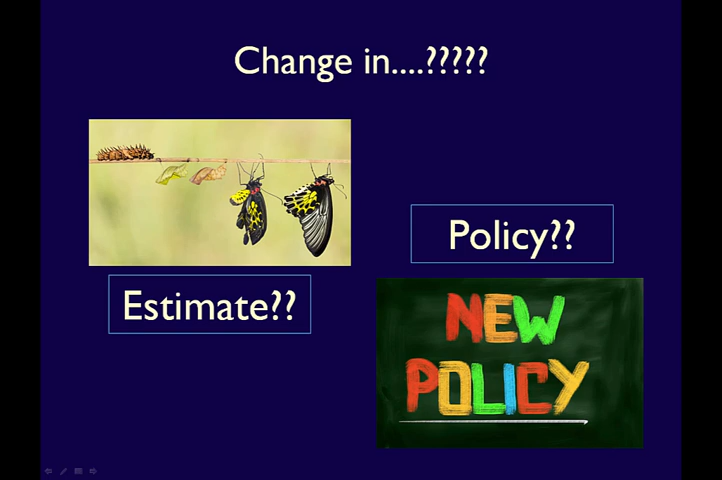 Change in....?????
Estimate??
Policy??
NEW
POLICY